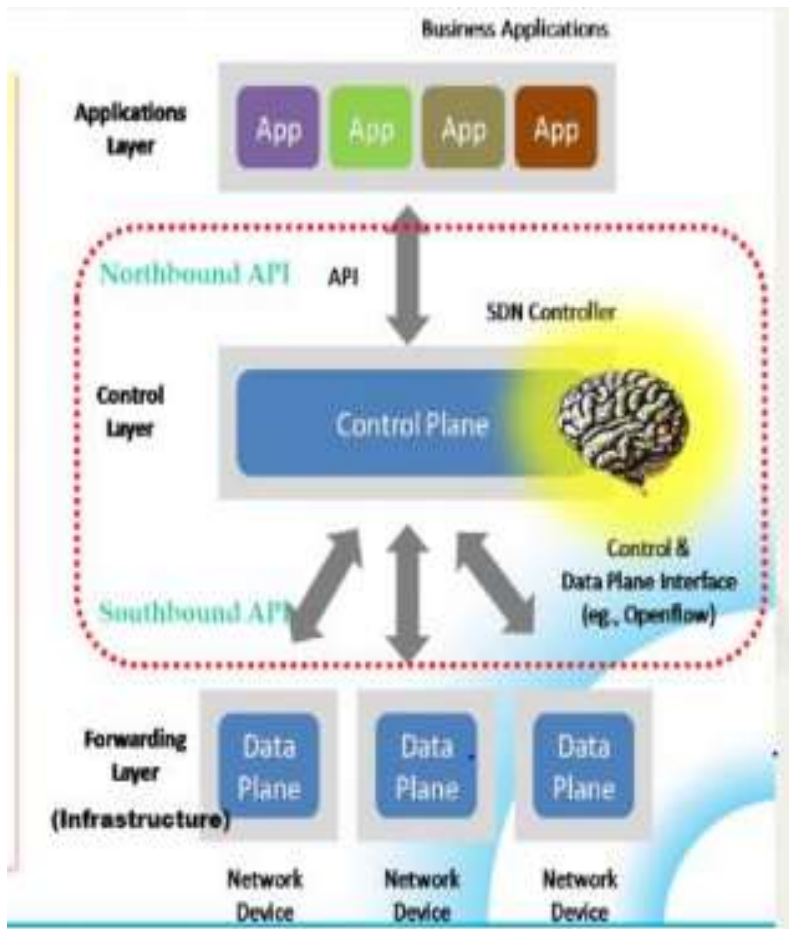 Business Applications
Applications
Layer
App
App
App
App
Northbound API
API
SDN Controller
Control
Layer
Control Plane
Control &
Data Plane Interface
(eg., Openflow)
Southbound API
Forwarding
Layer
(Infrastructure)
Data
Plane
Data
Plane
Data
Plane
Network
Device
Network
Device
Network
Device